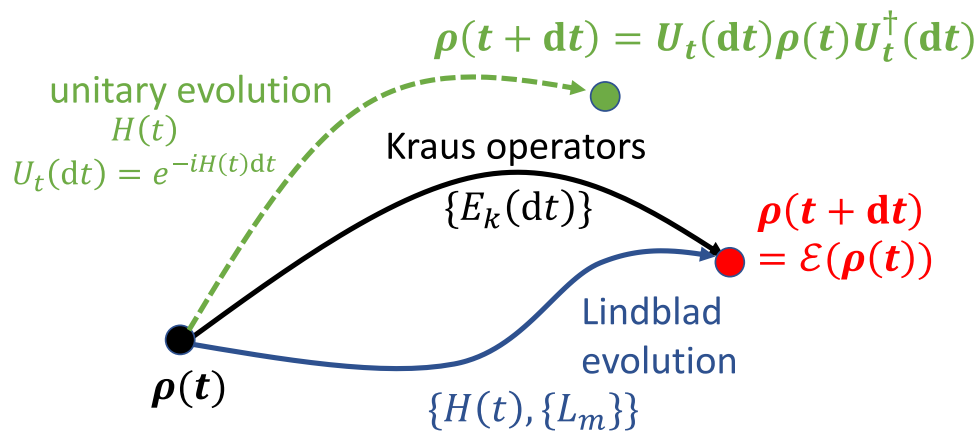 ρ(t + dt) = U_t(dt)ρ(t)U_t^†(dt)
unitary evolution
H(t)
U_t(dt) = e^{−iH(t)dt}
Kraus operators
{E_k(dt)}
ρ(t + dt)
= ℰ(ρ(t))
Lindblad
evolution
ρ(t)
{H(t), {L_m}}